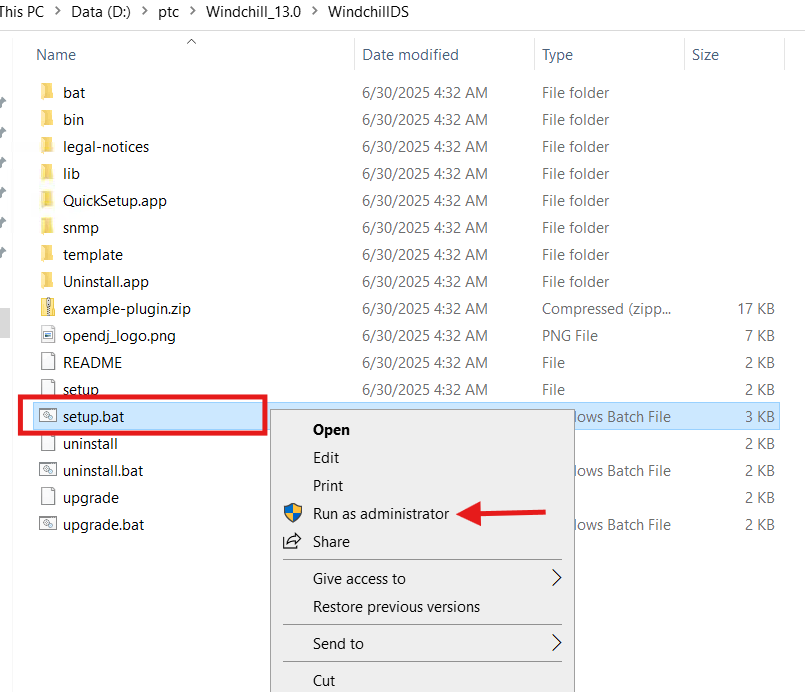 This PC > Data (D:) > ptc > Windchill_13.0 > WindchillDS
Name Date modified Type Size
bat 6/30/2025 4:32 AM File folder
bin 6/30/2025 4:32 AM File folder
legal-notices 6/30/2025 4:32 AM File folder
lib 6/30/2025 4:32 AM File folder
QuickSetup.app 6/30/2025 4:32 AM File folder
snmp 6/30/2025 4:32 AM File folder
template 6/30/2025 4:32 AM File folder
Uninstall.app 6/30/2025 4:32 AM File folder
example-plugin.zip 6/30/2025 4:32 AM Compressed (zipp... 17 KB
opendj_logo.png 6/30/2025 4:32 AM PNG File 7 KB
README 6/30/2025 4:32 AM File 2 KB
setup 6/30/2025 4:32 AM File 2 KB
setup.bat dows Batch File 3 KB
uninstall 2 KB
uninstall.bat dows Batch File 2 KB
upgrade 2 KB
upgrade.bat dows Batch File 2 KB
Open
Edit
Print
Run as administrator
Share
Give access to
Restore previous versions
Send to
Cut